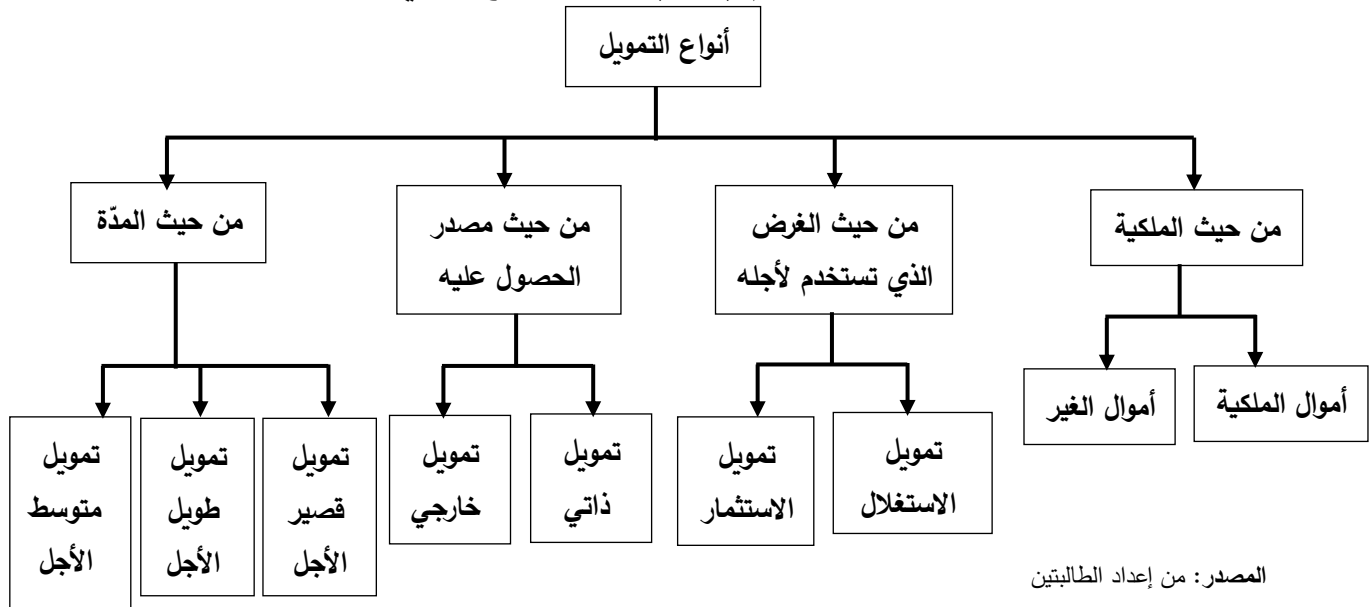 أنواع التمويل
من حيث الملكية
من حيث الغرض
الذي تستخدم لأجله
من حيث مصدر
الحصول عليه
من حيث المدّة
أموال الملكية
أموال الغير
تمويل
الاستغلال
تمويل
الاستثمار
تمويل
ذاتي
تمويل
خارجي
تمويل
قصير
الأجل
تمويل
طويل
الأجل
تمويل
متوسط
الأجل
المصدر: من إعداد الطالبتين